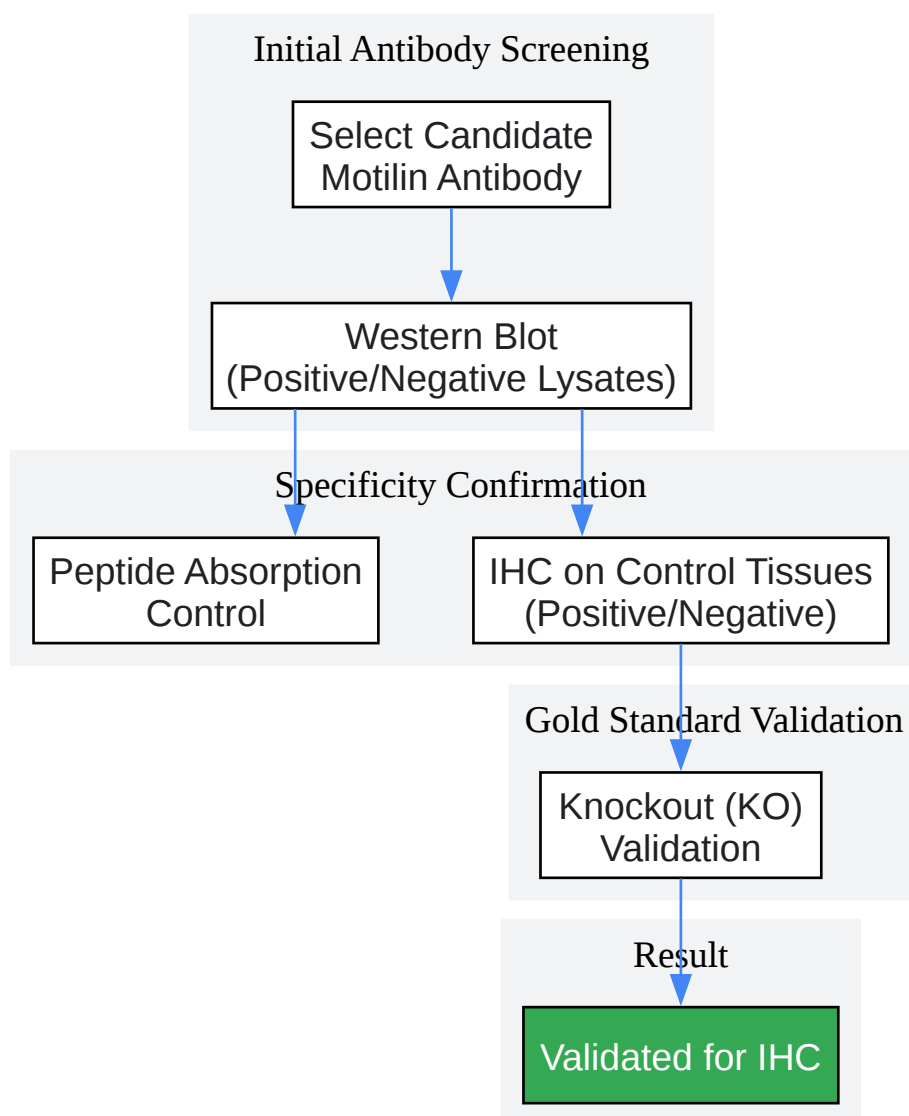 Initial Antibody Screening
Select Candidate
Motilin Antibody
Western Blot
(Positive/Negative Lysates)
Specificity Confirmation
Peptide Absorption
Control
IHC on Control Tissues
(Positive/Negative)
Gold Standard Validation
Knockout (KO)
Validation
Result
Validated for IHC